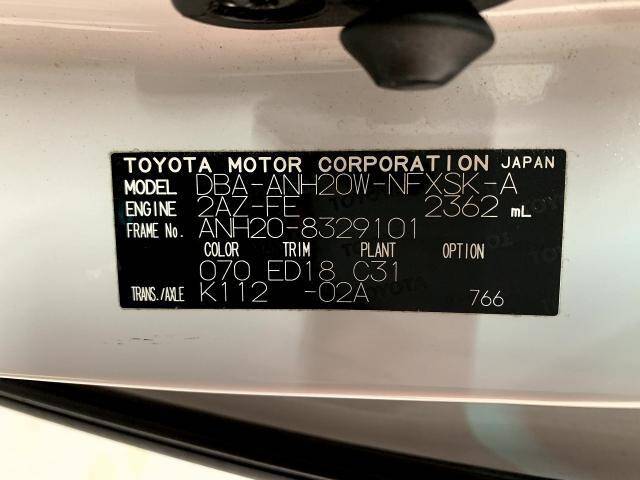 TOYOTA MOTOR CORPORATION JAPAN
MODEL DBA-ANH20W-NFXSK-A
ENGINE 2AZ-FE 2362 mL
FRAME No. ANH20-8329101
COLOR TRIM PLANT OPTION
070 ED18 C31
TRANS./AXLE K112 -02A 766